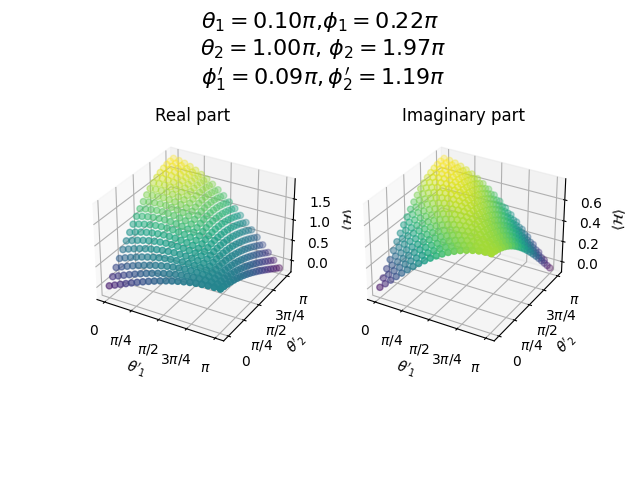 θ₁ = 0.10π,ϕ₁ = 0.22π
θ₂ = 1.00π, ϕ₂ = 1.97π
ϕ′₁ = 0.09π, ϕ′₂ = 1.19π
Real part
Imaginary part
1.5
1.0
0.5
0.0
⟨ℋ⟩
0
π/4
π/2
3π/4
π
θ′₁
0
π/4
π/2
3π/4
π
θ′₂
0.6
0.4
0.2
0.0
⟨ℋ⟩
0
π/4
π/2
3π/4
π
θ′₁
0
π/4
π/2
3π/4
π
θ′₂